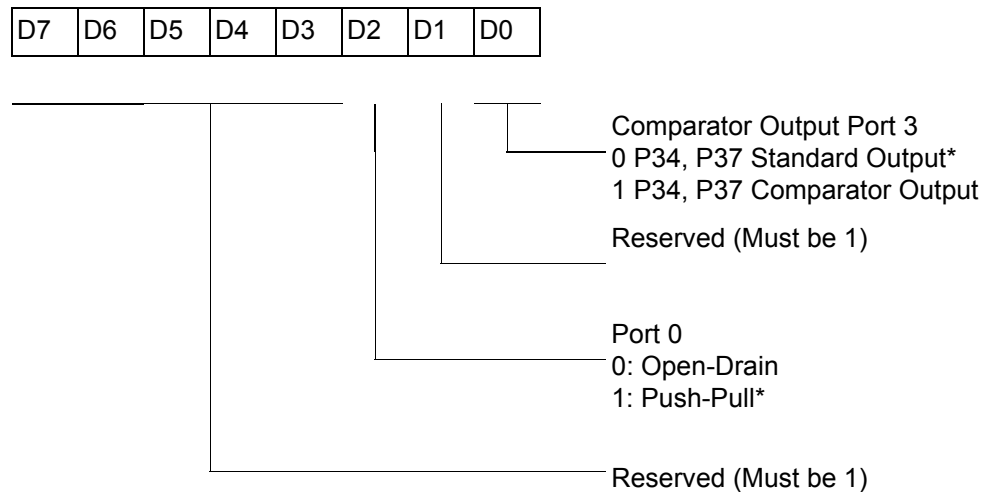 D7 D6 D5 D4 D3 D2 D1 D0
Comparator Output Port 3
0 P34, P37 Standard Output*
1 P34, P37 Comparator Output
Reserved (Must be 1)
Port 0
0: Open-Drain
1: Push-Pull*
Reserved (Must be 1)